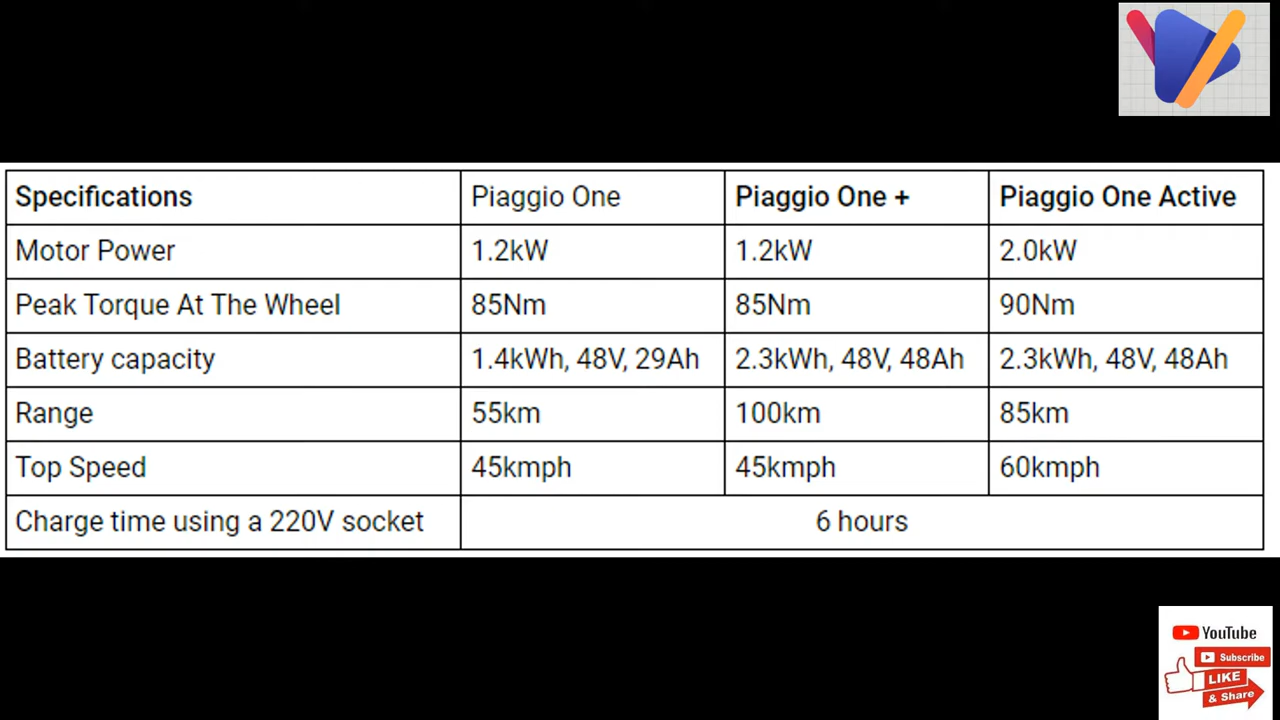 Specifications Piaggio One Piaggio One + Piaggio One Active
Motor Power 1.2kW 1.2kW 2.0kW
Peak Torque At The Wheel 85Nm 85Nm 90Nm
Battery capacity 1.4kWh, 48V, 29Ah 2.3kWh, 48V, 48Ah 2.3kWh, 48V, 48Ah
Range 55km 100km 85km
Top Speed 45kmph 45kmph 60kmph
Charge time using a 220V socket 6 hours
YouTube
Subscribe
LIKE
& Share